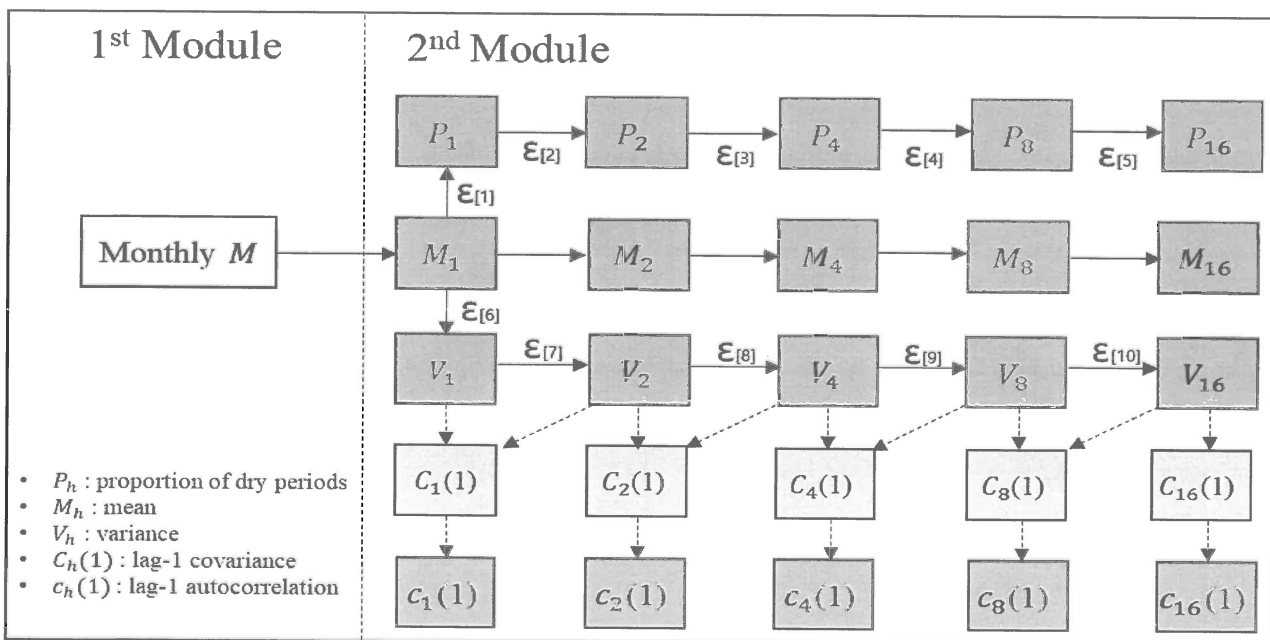 1st Module
2nd Module
P₁ P₂ P₄ P₈ P₁₆
ε[2] ε[3] ε[4] ε[5]
ε[1]
Monthly M M₁ M₂ M₄ M₈ M₁₆
ε[6]
ε[7] ε[8] ε[9] ε[10]
V₁ V₂ V₄ V₈ V₁₆
C₁(1) C₂(1) C₄(1) C₈(1) C₁₆(1)
c₁(1) c₂(1) c₄(1) c₈(1) c₁₆(1)
• Pₕ : proportion of dry periods
• Mₕ : mean
• Vₕ : variance
• Cₕ(1) : lag-1 covariance
• cₕ(1) : lag-1 autocorrelation